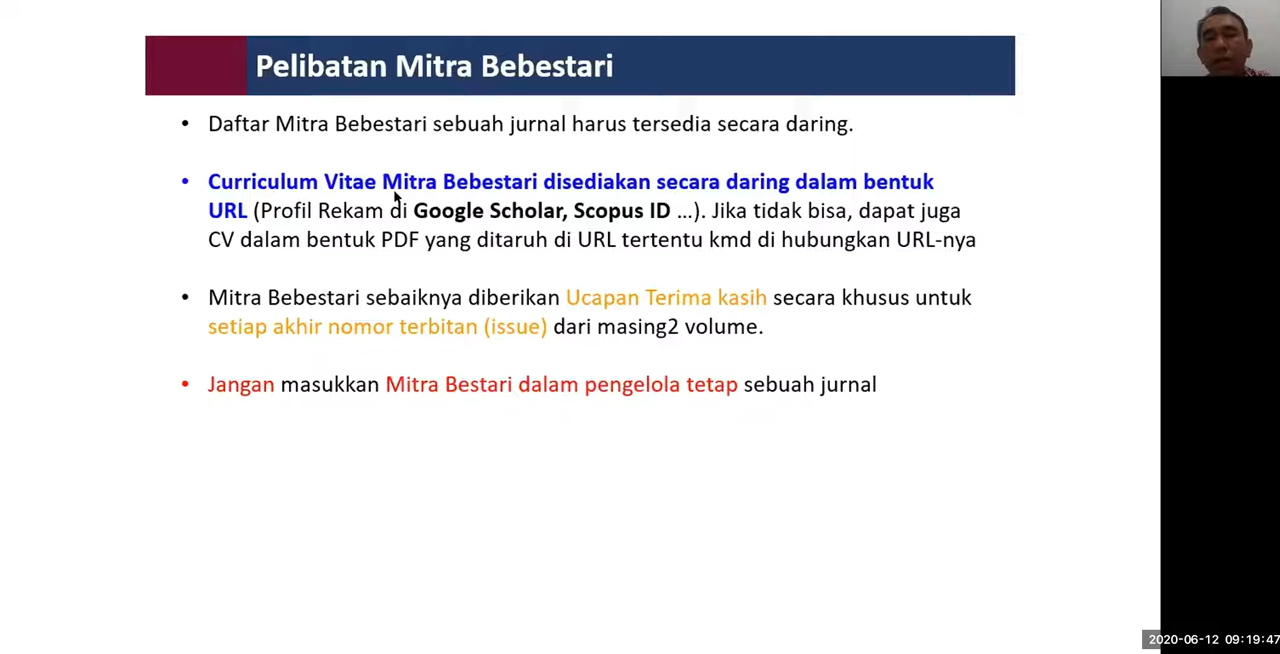 Pelibatan Mitra Bebestari
• Daftar Mitra Bebestari sebuah jurnal harus tersedia secara daring.
• Curriculum Vitae Mitra Bebestari disediakan secara daring dalam bentuk
URL (Profil Rekam di Google Scholar, Scopus ID ...). Jika tidak bisa, dapat juga
CV dalam bentuk PDF yang ditaruh di URL tertentu kmd di hubungkan URL-nya
• Mitra Bebestari sebaiknya diberikan Ucapan Terima kasih secara khusus untuk
setiap akhir nomor terbitan (issue) dari masing2 volume.
• Jangan masukkan Mitra Bestari dalam pengelola tetap sebuah jurnal
2020-06-12 09:19:47